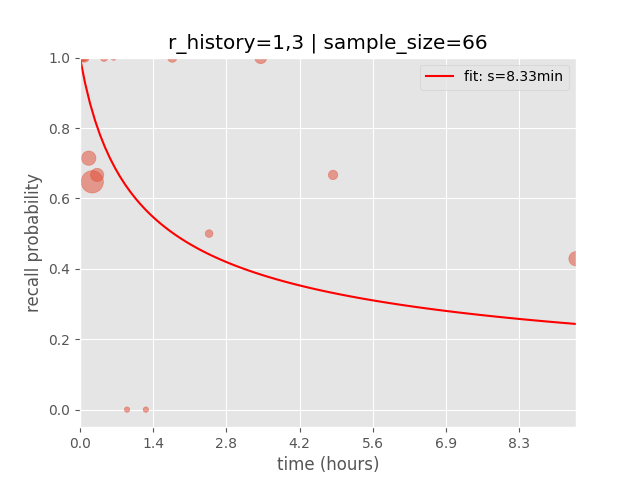 r_history=1,3 | sample_size=66
fit: s=8.33min
recall probability
1.0
0.8
0.6
0.4
0.2
0.0
0.0 1.4 2.8 4.2 5.6 6.9 8.3
time (hours)